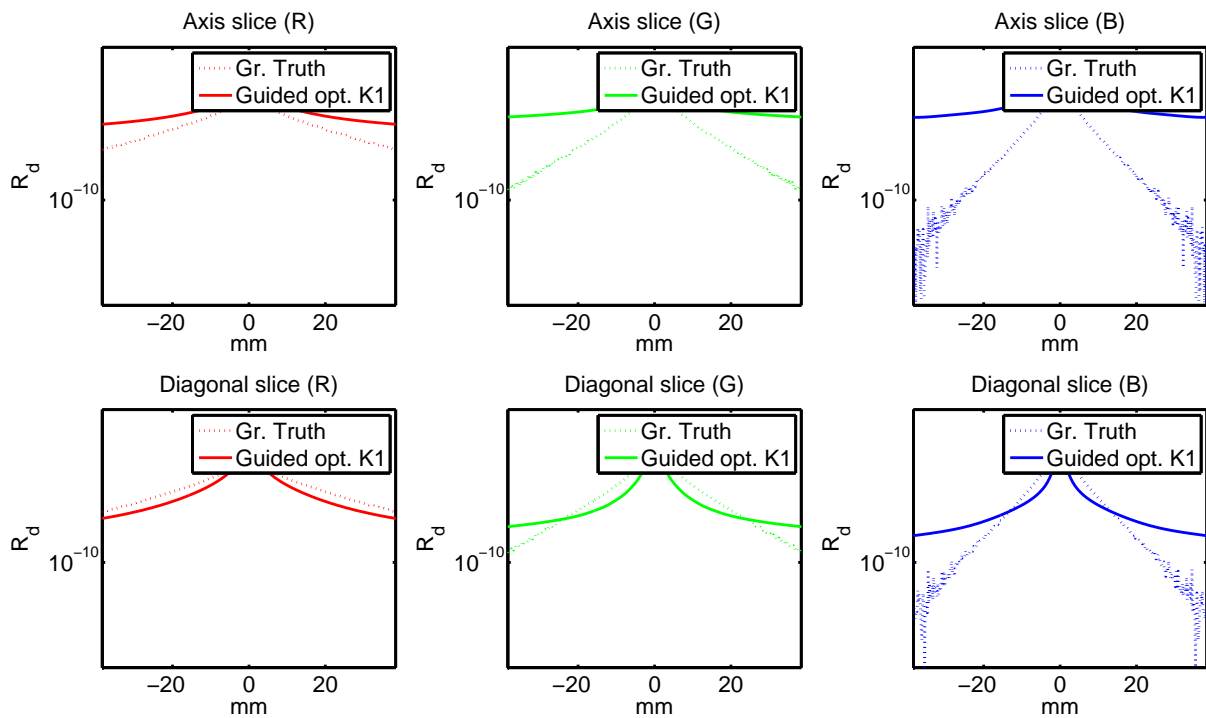 Axis slice (R)
Gr. Truth
Guided opt. K1
R_d
10^−10
−20
0
20
mm
Axis slice (G)
Gr. Truth
Guided opt. K1
R_d
10^−10
−20
0
20
mm
Axis slice (B)
Gr. Truth
Guided opt. K1
R_d
10^−10
−20
0
20
mm
Diagonal slice (R)
Gr. Truth
Guided opt. K1
R_d
10^−10
−20
0
20
mm
Diagonal slice (G)
Gr. Truth
Guided opt. K1
R_d
10^−10
−20
0
20
mm
Diagonal slice (B)
Gr. Truth
Guided opt. K1
R_d
10^−10
−20
0
20
mm